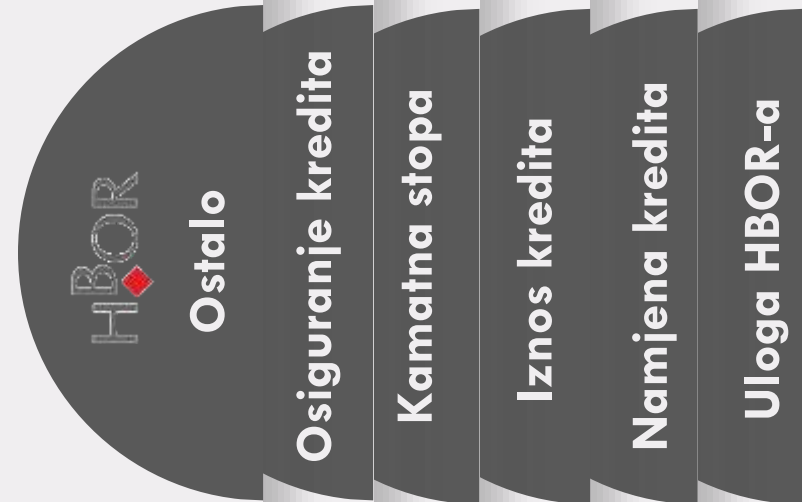 HBOR
Ostalo
Osiguranje kredita
Kamatna stopa
Iznos kredita
Namjena kredita
Uloga HBOR-a